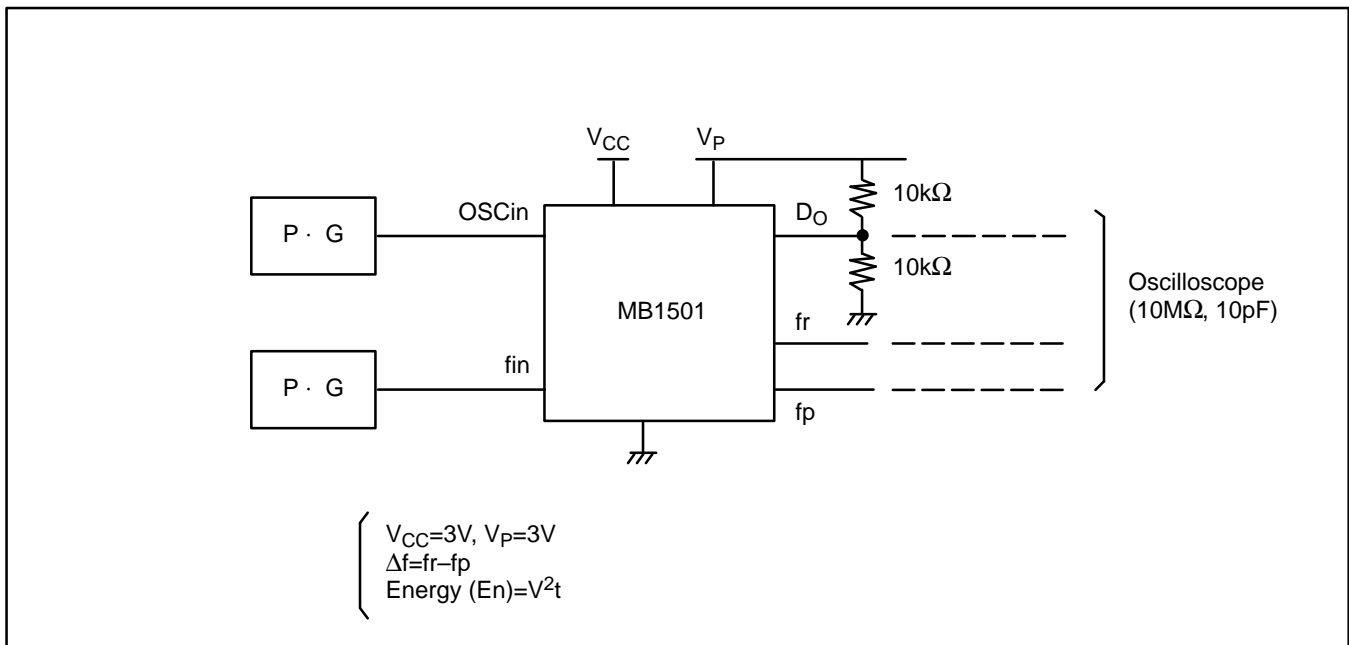 V_CC V_P
10kΩ
OSCin D_O
P · G
10kΩ
Oscilloscope
(10MΩ, 10pF)
MB1501
fr
fin
P · G
fp
V_CC=3V, V_P=3V
Δf=fr–fp
Energy (En)=V²t